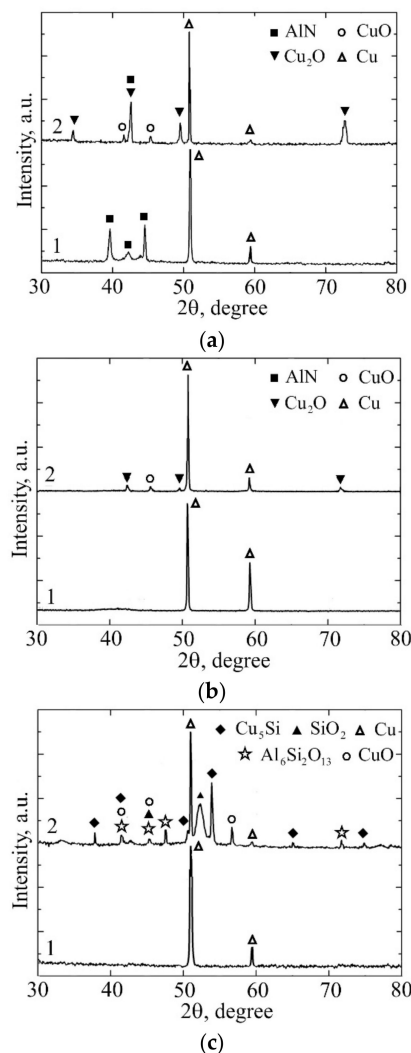 ■ AlN ○ CuO
▼ Cu₂O △ Cu
Intensity, a.u.
2
1
30 40 50 60 70 80
2θ, degree
(a)
■ AlN ○ CuO
▼ Cu₂O △ Cu
Intensity, a.u.
2
1
30 40 50 60 70 80
2θ, degree
(b)
◆ Cu₅Si ▲ SiO₂ △ Cu
☆ Al₆Si₂O₁₃ ○ CuO
Intensity, a.u.
2
1
30 40 50 60 70 80
2θ, degree
(c)